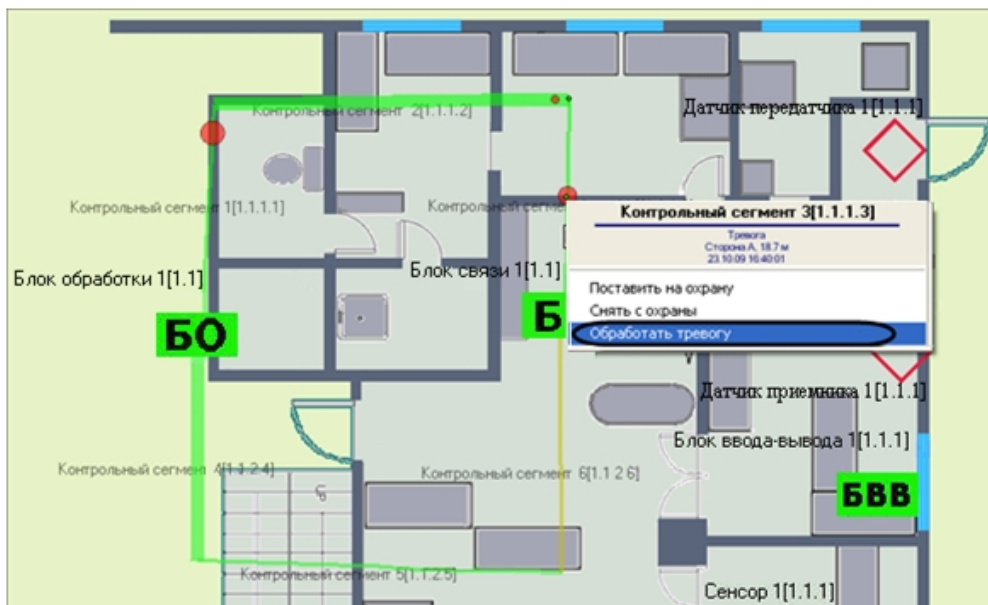 Датчик передатчика 1[1.1.1]
Контрольный сегмент 2[1.1.1.2]
Контрольный сегмент 1[1.1.1.1]
Контрольный сегме
Контрольный сегмент 3[1.1.1.3]
Тревога
Сторона А, 18.7 м
23.10.09 16:40:01
Поставить на охрану
Снять с охраны
Обработать тревогу
Блок обработки 1[1.1]
Блок связи 1[1.1]
БО
Б
Датчик приемника 1[1.1.1]
Блок ввода-вывода 1[1.1.1]
Контрольный сегмент 4[1.1.2.4]
Контрольный сегмент 6[1.1.2.6]
БВВ
Контрольный сегмент 5[1.1.2.5]
Сенсор 1[1.1.1]